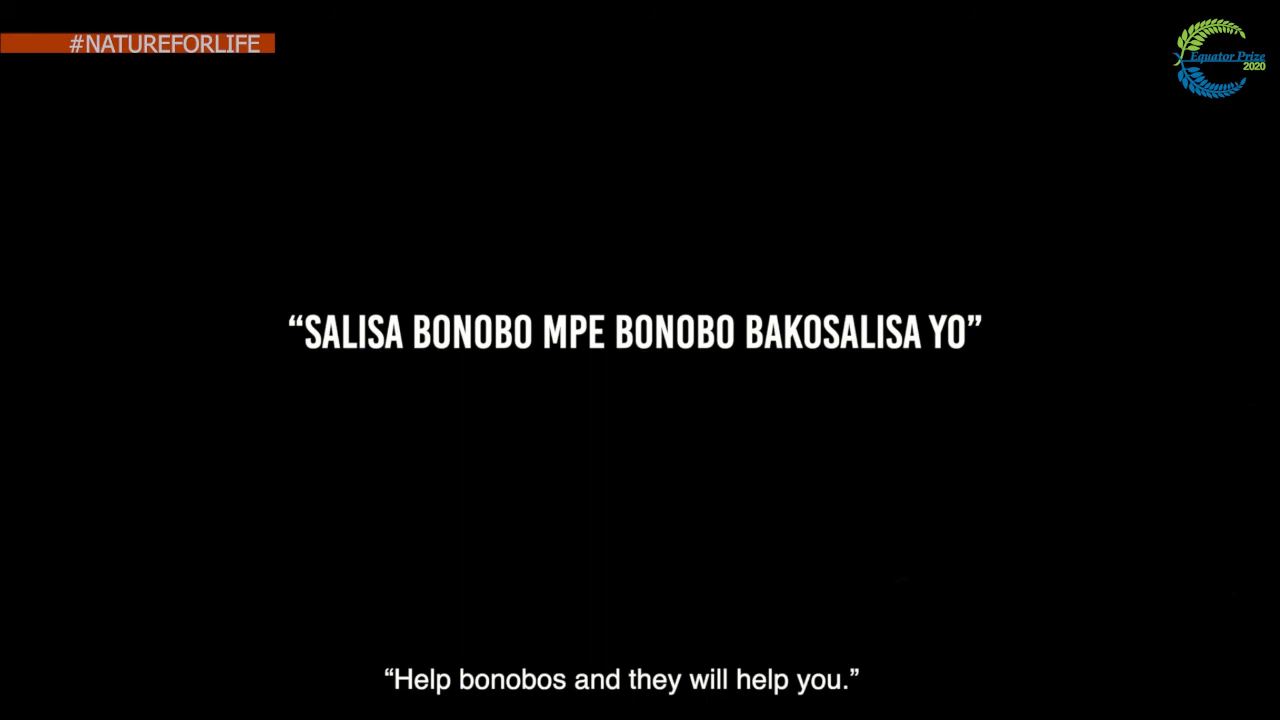 #NATUREFORLIFE
Equator Prize
2020
“SALISA BONOBO MPE BONOBO BAKOSALISA YO”
“Help bonobos and they will help you.”